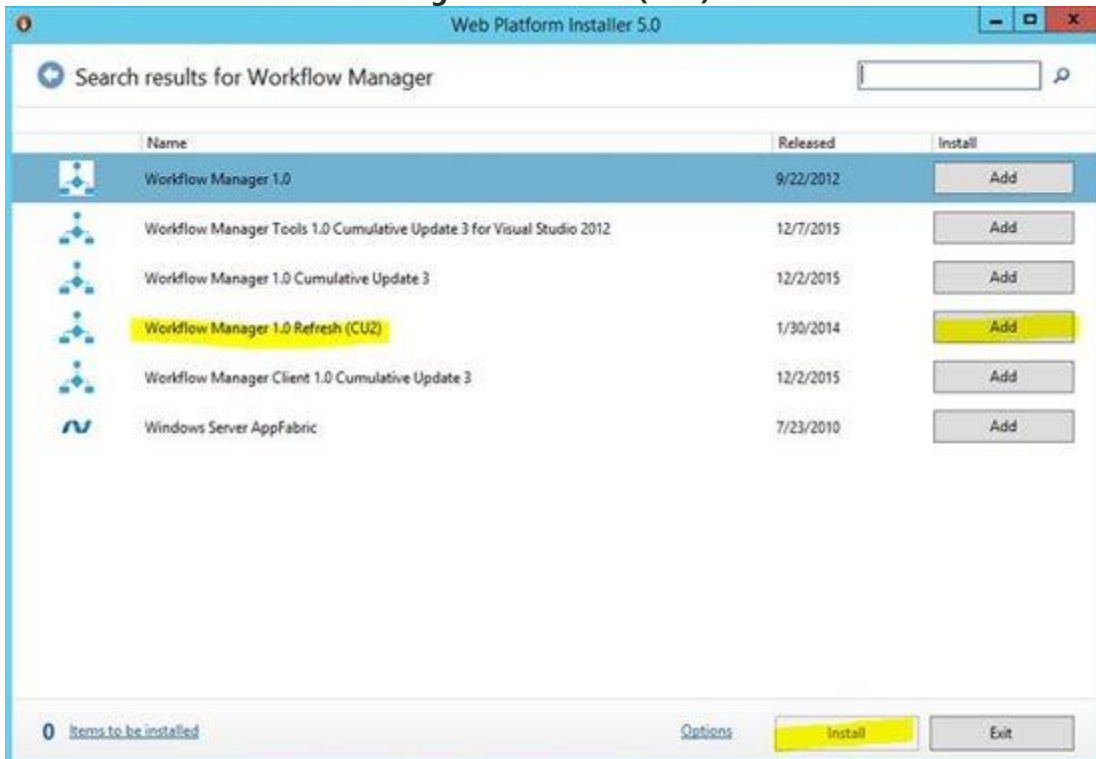 Web Platform Installer 5.0
Search results for Workflow Manager
Name Released Install
Workflow Manager 1.0 9/22/2012 Add
Workflow Manager Tools 1.0 Cumulative Update 3 for Visual Studio 2012 12/7/2015 Add
Workflow Manager 1.0 Cumulative Update 3 12/2/2015 Add
Workflow Manager 1.0 Refresh (CU2) 1/30/2014 Add
Workflow Manager Client 1.0 Cumulative Update 3 12/2/2015 Add
Windows Server AppFabric 7/23/2010 Add
0 Items to be installed Options Install Exit